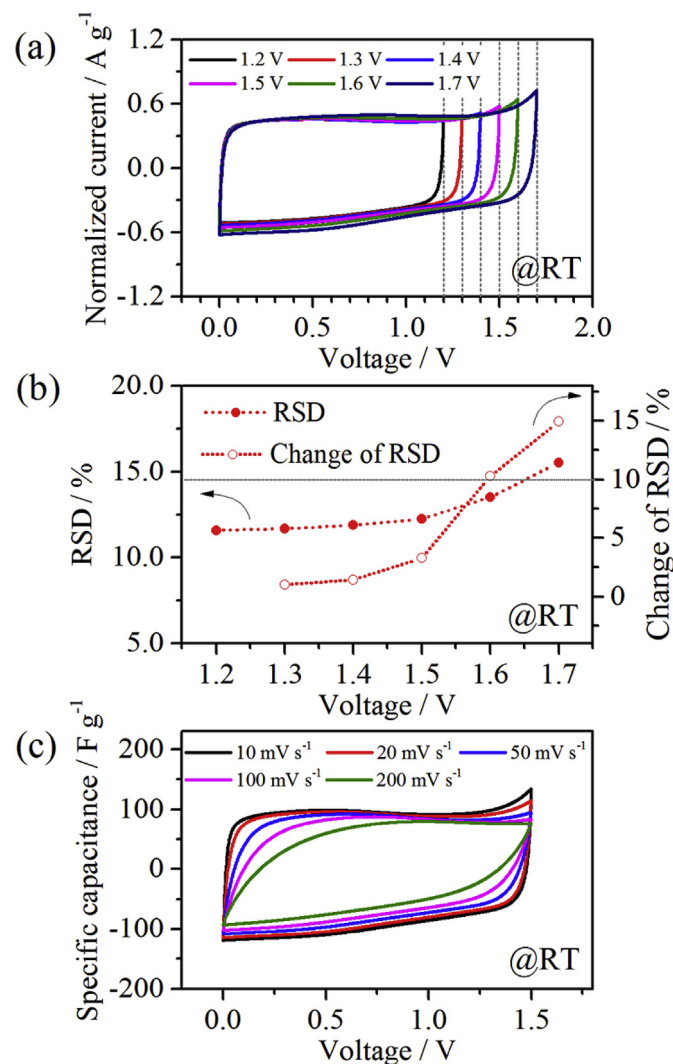 (a)
Normalized current / A g⁻¹
1.2
0.6
0.0
-0.6
-1.2
1.2 V 1.3 V 1.4 V
1.5 V 1.6 V 1.7 V
@RT
0.0 0.5 1.0 1.5 2.0
Voltage / V
(b)
RSD / %
20.0
15.0
10.0
5.0
RSD
Change of RSD
@RT
15
10
5
0
Change of RSD / %
1.2 1.3 1.4 1.5 1.6 1.7
Voltage / V
(c)
Specific capacitance / F g⁻¹
200
100
0
-100
-200
10 mV s⁻¹ 20 mV s⁻¹ 50 mV s⁻¹
100 mV s⁻¹ 200 mV s⁻¹
@RT
0.0 0.5 1.0 1.5
Voltage / V